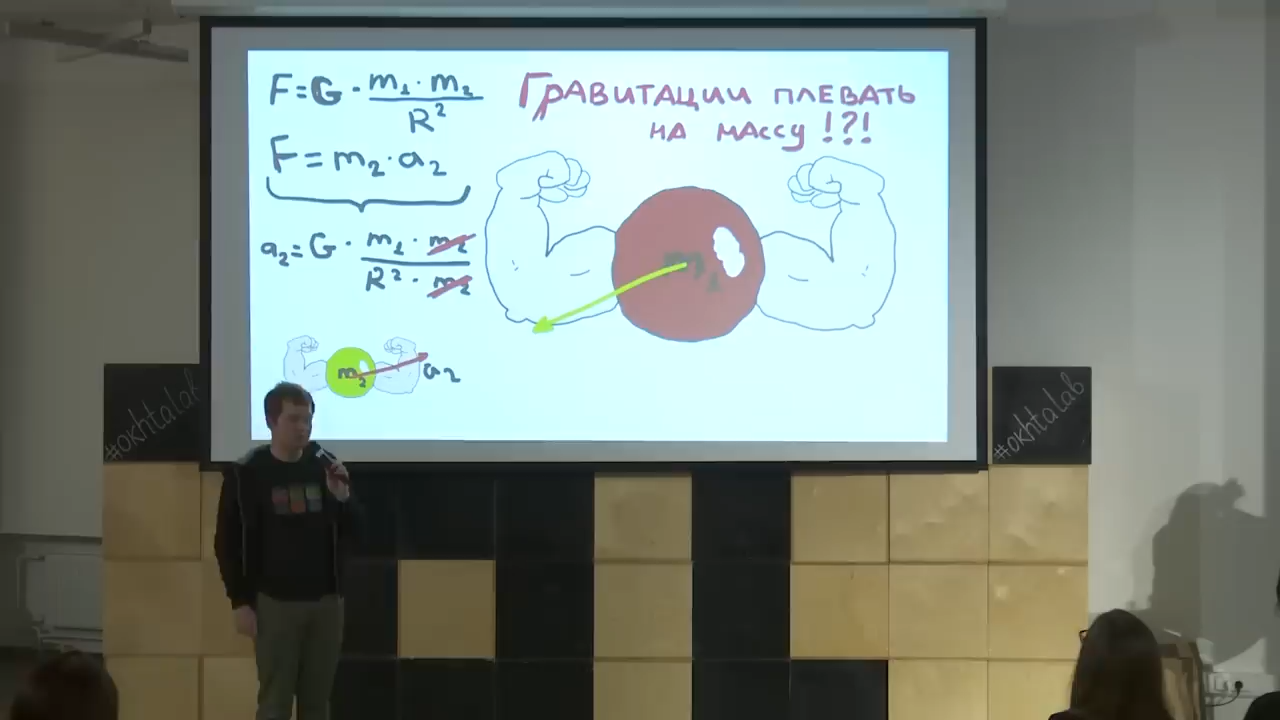 F = G · m₁ · m₂ / R²
F = m₂ · a₂
a₂ = G · m₁ · m₂ / R² · m₂
Гравитации плевать
на массу !?!
m₁
m₂
a₂
#okhtalab
#okhtalab